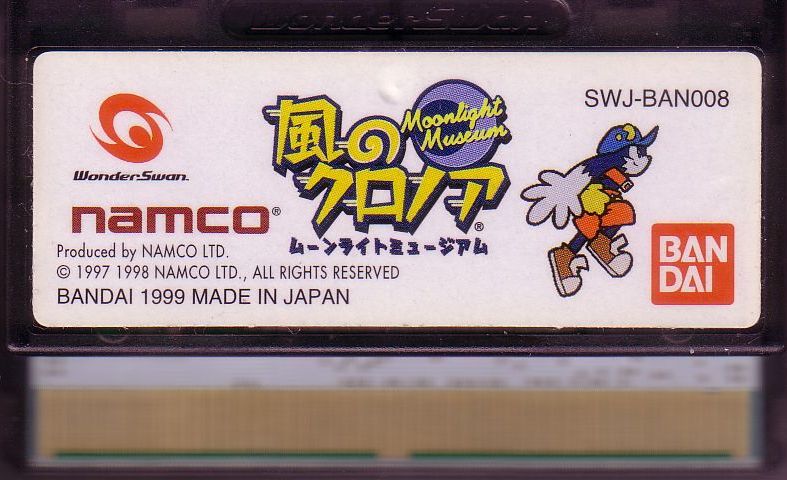 WonderSwan
WonderSwan
namco®
Produced by NAMCO LTD.
© 1997 1998 NAMCO LTD., ALL RIGHTS RESERVED
BANDAI 1999 MADE IN JAPAN
風のクロノア®
Moonlight
Museum
ムーンライトミュージアム
SWJ-BAN008
BAN
DAI